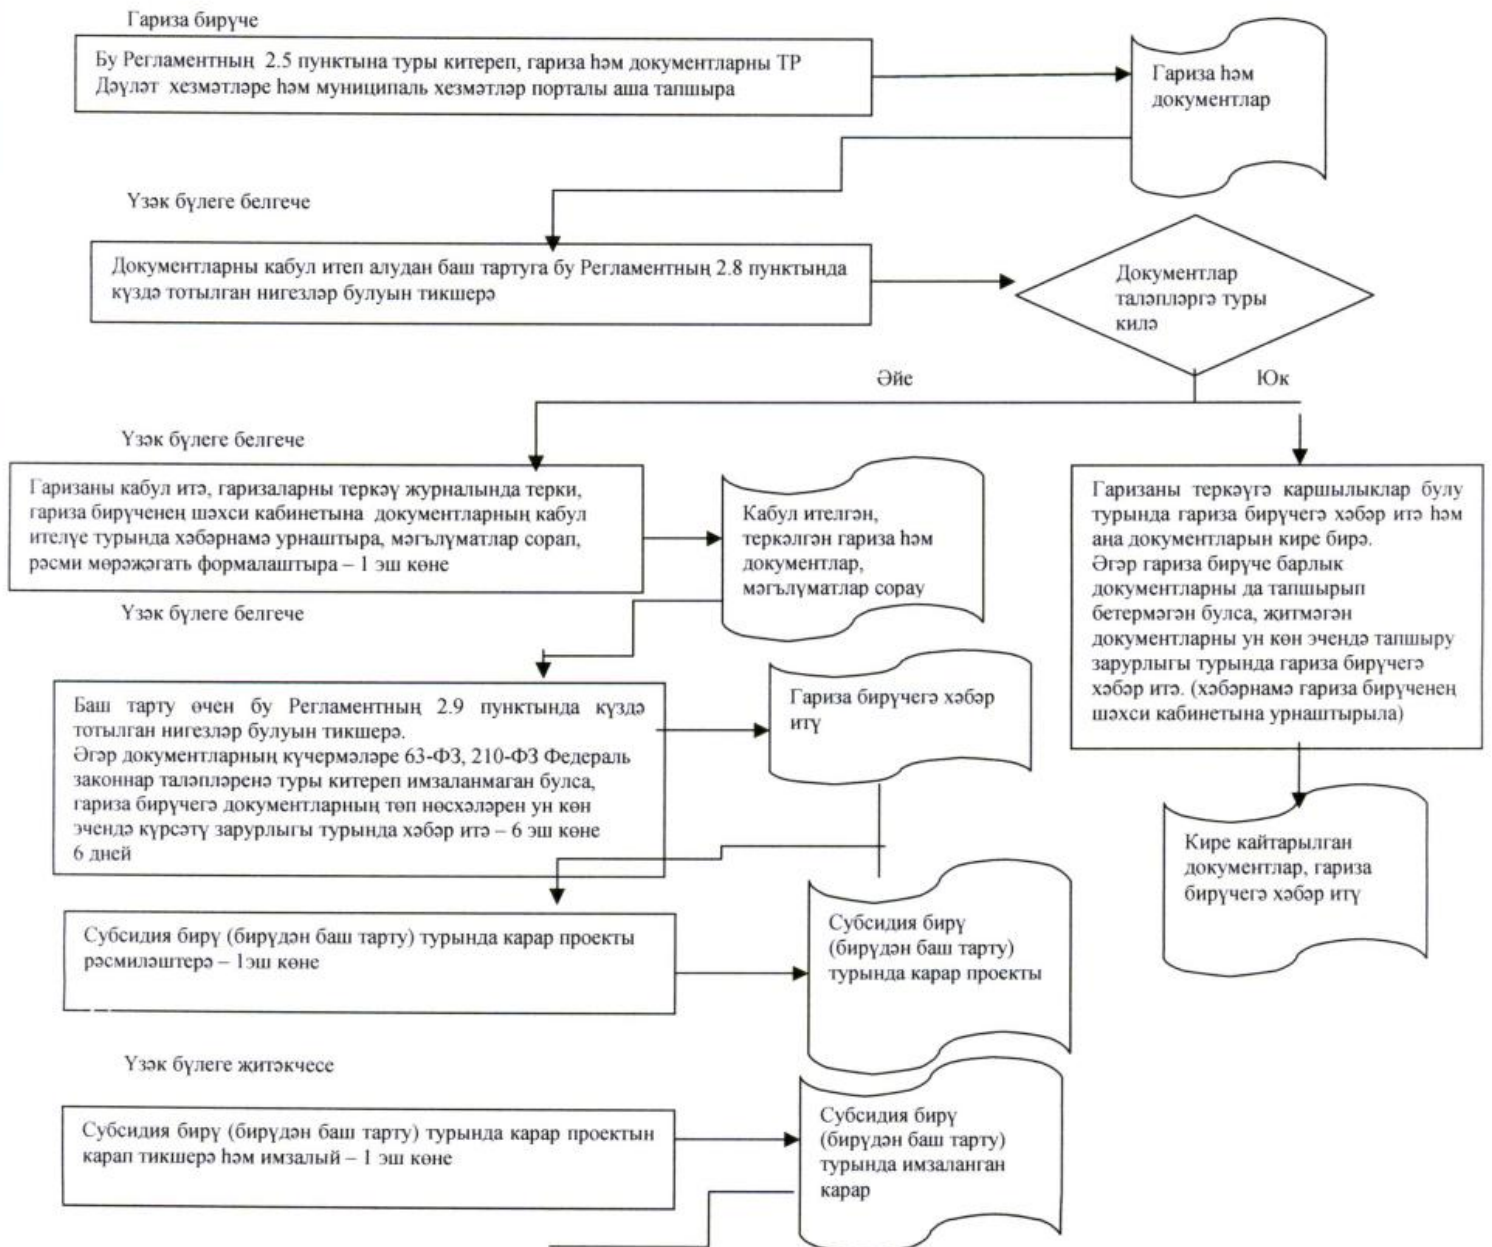 Гариза бирүче
Бу Регламентның 2.5 пунктына туры китереп, гариза һәм документларны ТР
Дәүләт хезмәтләре һәм муниципаль хезмәтләр порталы аша тапшыра
Гариза һәм
документлар
Үзәк бүлеге белгече
Документларны кабул итеп алудан баш тартуга бу Регламентның 2.8 пунктында
күздә тотылган нигезләр булуын тикшерә
Документлар
таләпләргә туры
килә
Әйе
Юк
Үзәк бүлеге белгече
Гаризаны кабул итә, гаризаларны теркәү журналында терки,
гариза бирүченең шәхси кабинетына документларның кабул
ителүе турында хәбәрнамә урнаштыра, мәгълүматлар сорап,
рәсми мөрәҗәгать формалаштыра – 1 эш көне
Кабул ителгән,
теркәлгән гариза һәм
документлар,
мәгълүматлар сорау
Гаризаны теркәүгә каршылыклар булу
турында гариза бирүчегә хәбәр итә һәм
аңа документларын кире бирә.
Әгәр гариза бирүче барлык
документларны да тапшырып
бетермәгән булса, җитмәгән
документларны ун көн эчендә тапшыру
зарурлыгы турында гариза бирүчегә
хәбәр итә. (хәбәрнамә гариза бирүченең
шәхси кабинетына урнаштырыла)
Үзәк бүлеге белгече
Баш тарту өчен бу Регламентның 2.9 пунктында күздә
тотылган нигезләр булуын тикшерә.
Әгәр документларның күчермәләре 63-ФЗ, 210-ФЗ Федераль
законнар таләпләренә туры китереп имзаланмаган булса,
гариза бирүчегә документларның төп нөсхәләрен ун көн
эчендә күрсәтү зарурлыгы турында хәбәр итә – 6 эш көне
6 дней
Гариза бирүчегә хәбәр
итү
Кире кайтарылган
документлар, гариза
бирүчегә хәбәр итү
Субсидия бирү (бирүдән баш тарту) турында карар проекты
рәсмиләштерә – 1эш көне
Субсидия бирү
(бирүдән баш тарту)
турында карар проекты
Үзәк бүлеге җитәкчесе
Субсидия бирү (бирүдән баш тарту) турында карар проектын
карап тикшерә һәм имзалый – 1 эш көне
Субсидия бирү
(бирүдән баш тарту)
турында имзаланган
карар